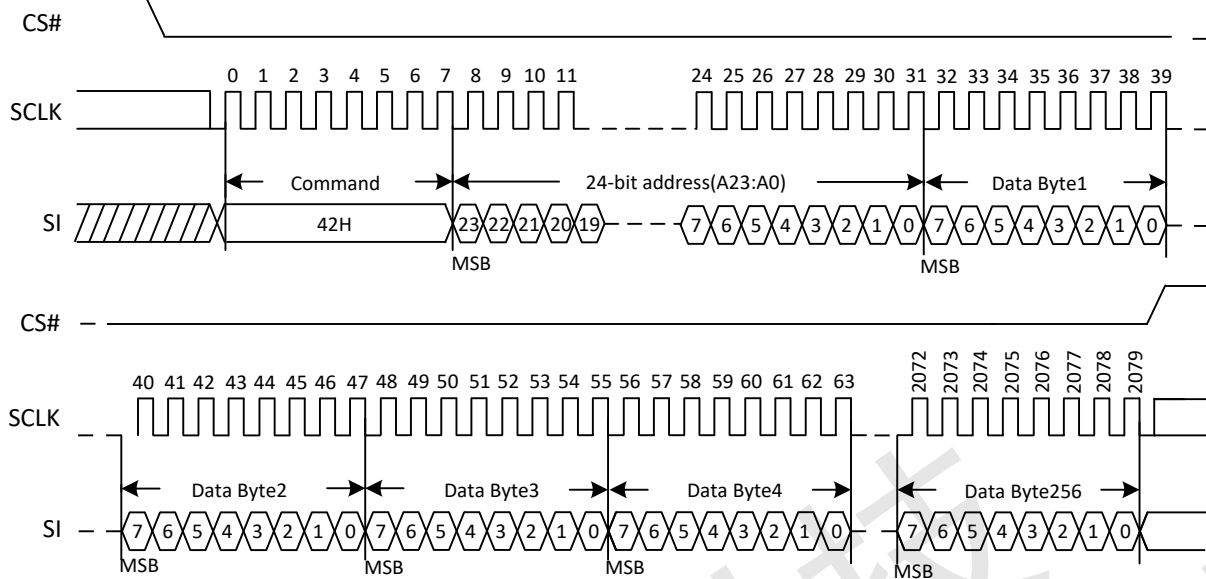 CS#
0 1 2 3 4 5 6 7 8 9 10 11 24 25 26 27 28 29 30 31 32 33 34 35 36 37 38 39
SCLK
Command 24-bit address(A23:A0) Data Byte1
SI 42H 23 22 21 20 19 7 6 5 4 3 2 1 0 7 6 5 4 3 2 1 0
MSB MSB
CS#
40 41 42 43 44 45 46 47 48 49 50 51 52 53 54 55 56 57 58 59 60 61 62 63 2072 2073 2074 2075 2076 2077 2078 2079
SCLK
Data Byte2 Data Byte3 Data Byte4 Data Byte256
SI 7 6 5 4 3 2 1 0 7 6 5 4 3 2 1 0 7 6 5 4 3 2 1 0 7 6 5 4 3 2 1 0
MSB MSB MSB MSB